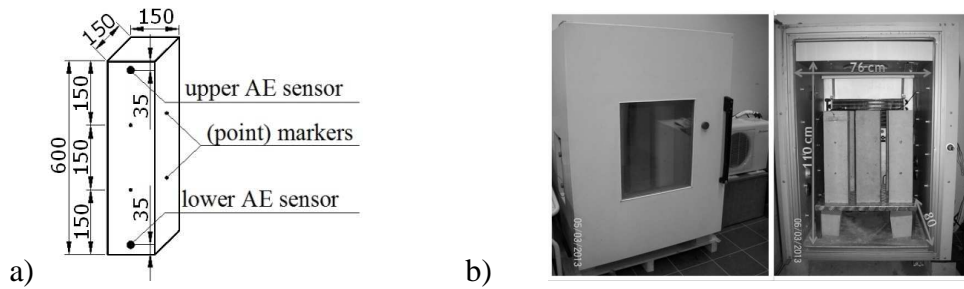 150
150
150
150
150
600
35
35
upper AE sensor
(point) markers
lower AE sensor
a)
b)
05/03/2013
76 cm
110 cm
80
05/03/2013